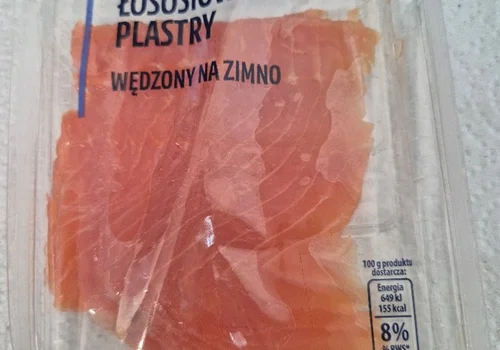 PLASTRY
WĘDZONY NA ZIMNO
100 g produktu
dostarcza:
Energia
649 kJ
155 kcal
8%